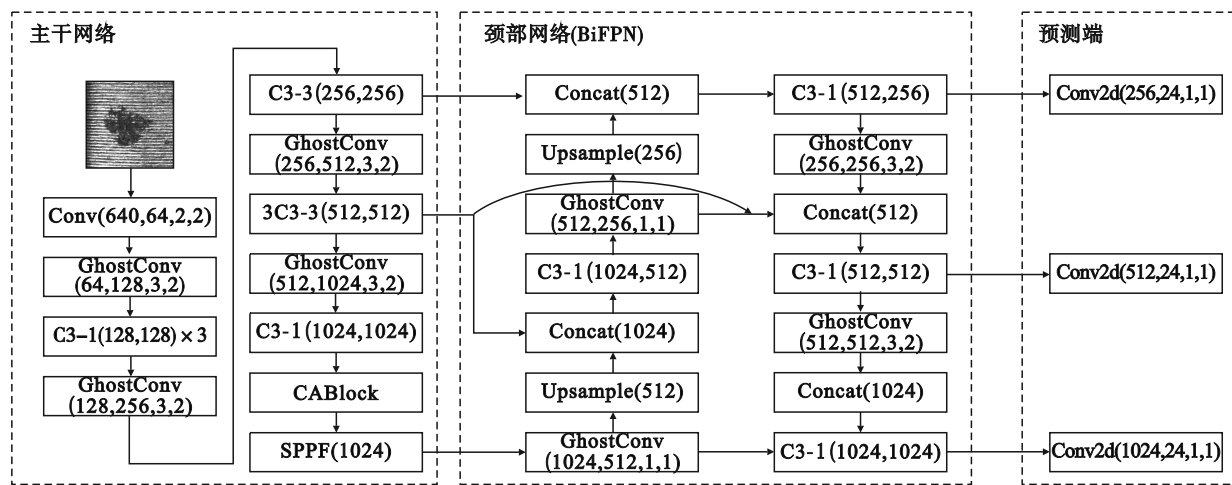 主干网络
Conv(640,64,2,2)
GhostConv
(64,128,3,2)
C3-1(128,128)×3
GhostConv
(128,256,3,2)
C3-3(256,256)
GhostConv
(256,512,3,2)
3C3-3(512,512)
GhostConv
(512,1024,3,2)
C3-1(1024,1024)
CABlock
SPPF(1024)
颈部网络(BiFPN)
Concat(512)
Upsample(256)
GhostConv
(512,256,1,1)
C3-1(1024,512)
Concat(1024)
Upsample(512)
GhostConv
(1024,512,1,1)
C3-1(512,256)
GhostConv
(256,256,3,2)
Concat(512)
C3-1(512,512)
GhostConv
(512,512,3,2)
Concat(1024)
C3-1(1024,1024)
预测端
Conv2d(256,24,1,1)
Conv2d(512,24,1,1)
Conv2d(1024,24,1,1)